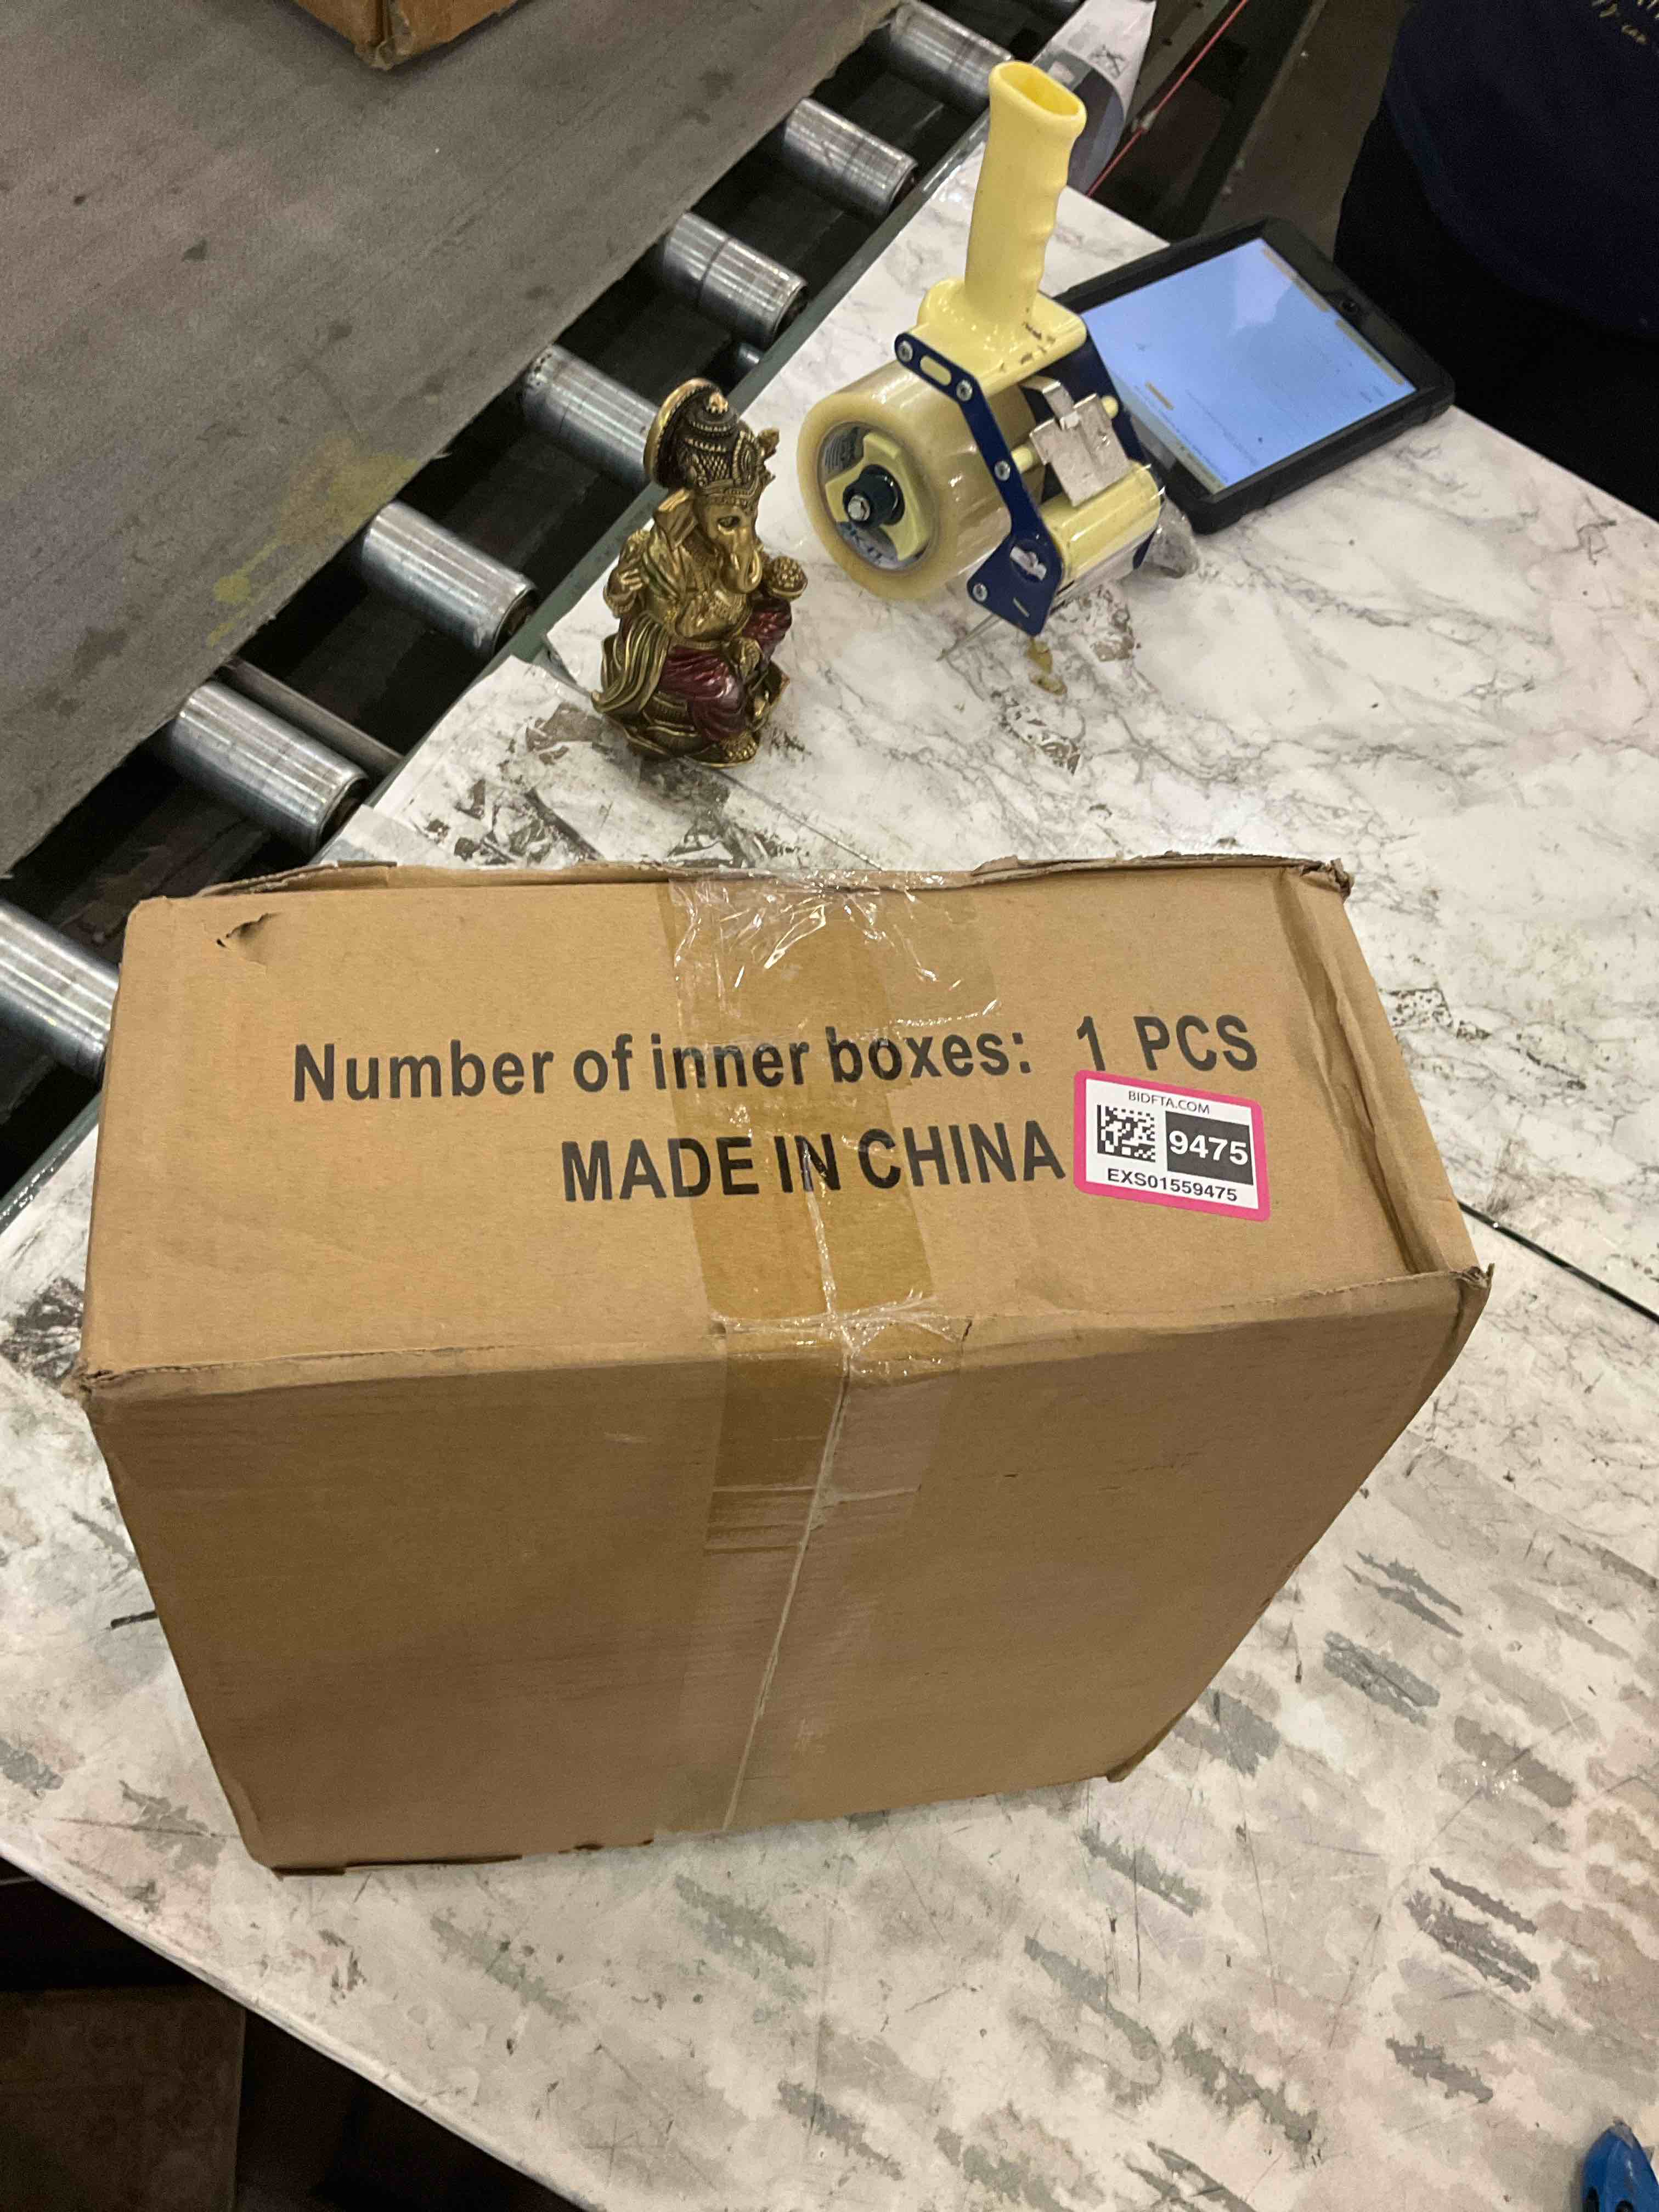 Number of inner boxes: 1 PCS
MADE IN CHINA
BIDFTA.COM
9475
EXS01559475